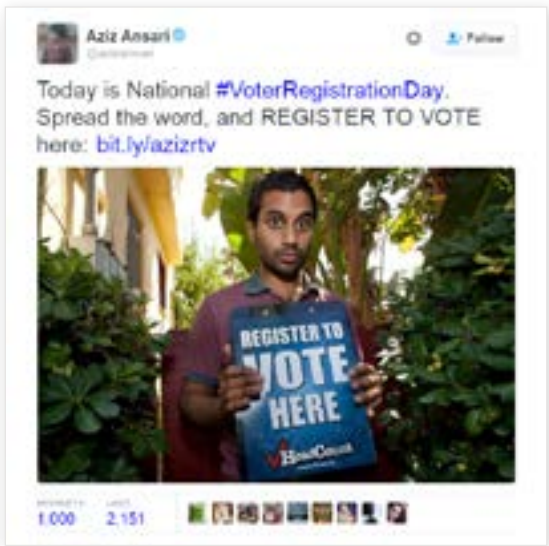 Aziz Ansari
Follow
Today is National #VoterRegistrationDay.
Spread the word, and REGISTER TO VOTE
here: bit.ly/azizrtv
REGISTER TO
VOTE
HERE
HEADCOUNT
1,000 2,151